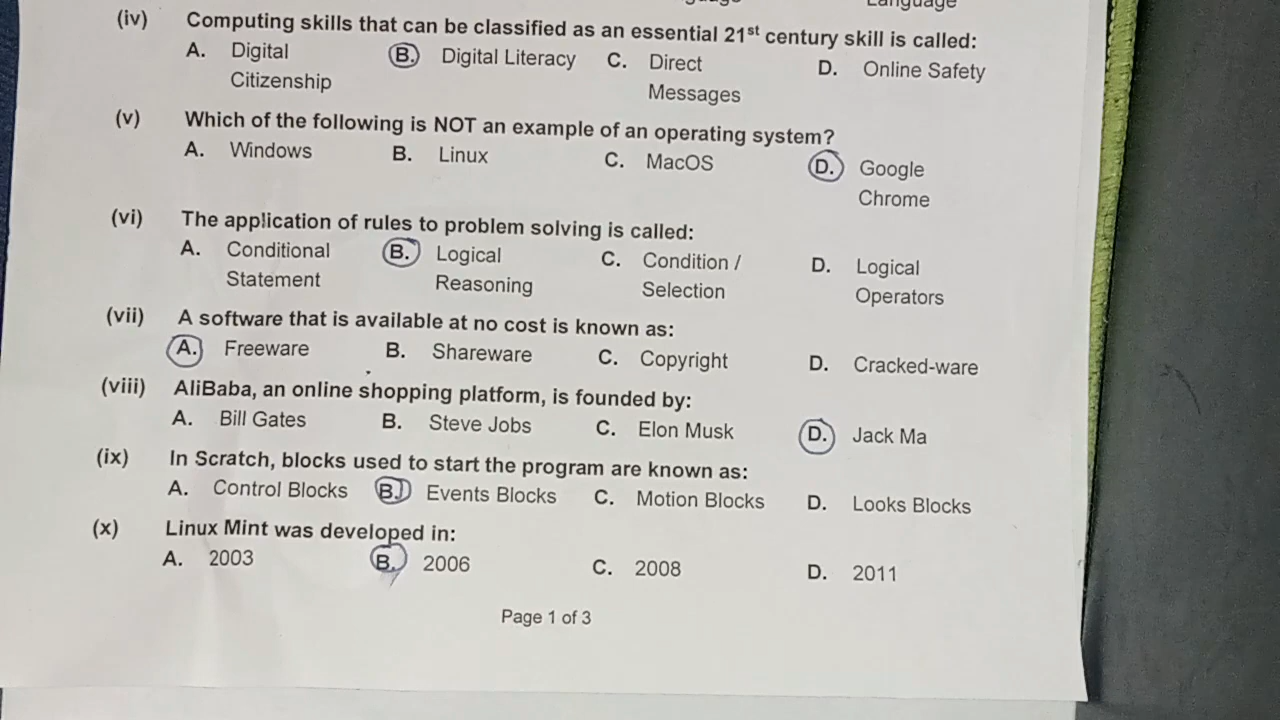 Language
(iv) Computing skills that can be classified as an essential 21st century skill is called:
A. Digital Citizenship B. Digital Literacy C. Direct Messages D. Online Safety
(v) Which of the following is NOT an example of an operating system?
A. Windows B. Linux C. MacOS D. Google Chrome
(vi) The application of rules to problem solving is called:
A. Conditional Statement B. Logical Reasoning C. Condition / Selection D. Logical Operators
(vii) A software that is available at no cost is known as:
A. Freeware B. Shareware C. Copyright D. Cracked-ware
(viii) AliBaba, an online shopping platform, is founded by:
A. Bill Gates B. Steve Jobs C. Elon Musk D. Jack Ma
(ix) In Scratch, blocks used to start the program are known as:
A. Control Blocks B. Events Blocks C. Motion Blocks D. Looks Blocks
(x) Linux Mint was developed in:
A. 2003 B. 2006 C. 2008 D. 2011
Page 1 of 3